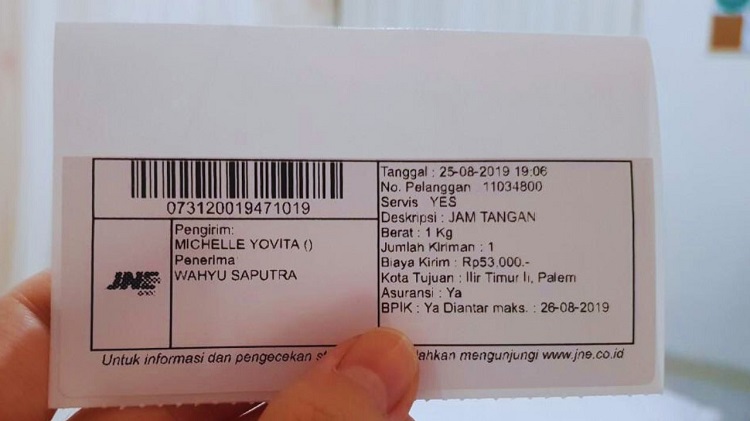 073120019471019
Pengirim:
MICHELLE YOVITA ()
Penerima
WAHYU SAPUTRA
JNE
Tanggal : 25-08-2019 19:06
No. Pelanggan 11034800
Servis YES
Deskripsi : JAM TANGAN
Berat : 1 Kg
Jumlah Kiriman : 1
Biaya Kirim : Rp53,000.-
Kota Tujuan : Ilir Timur Ii, Palem
Asuransi : Ya
BPIK : Ya Diantar maks. : 26-08-2019
Untuk informasi dan pengecekan mengunjungi www.jne.co.id